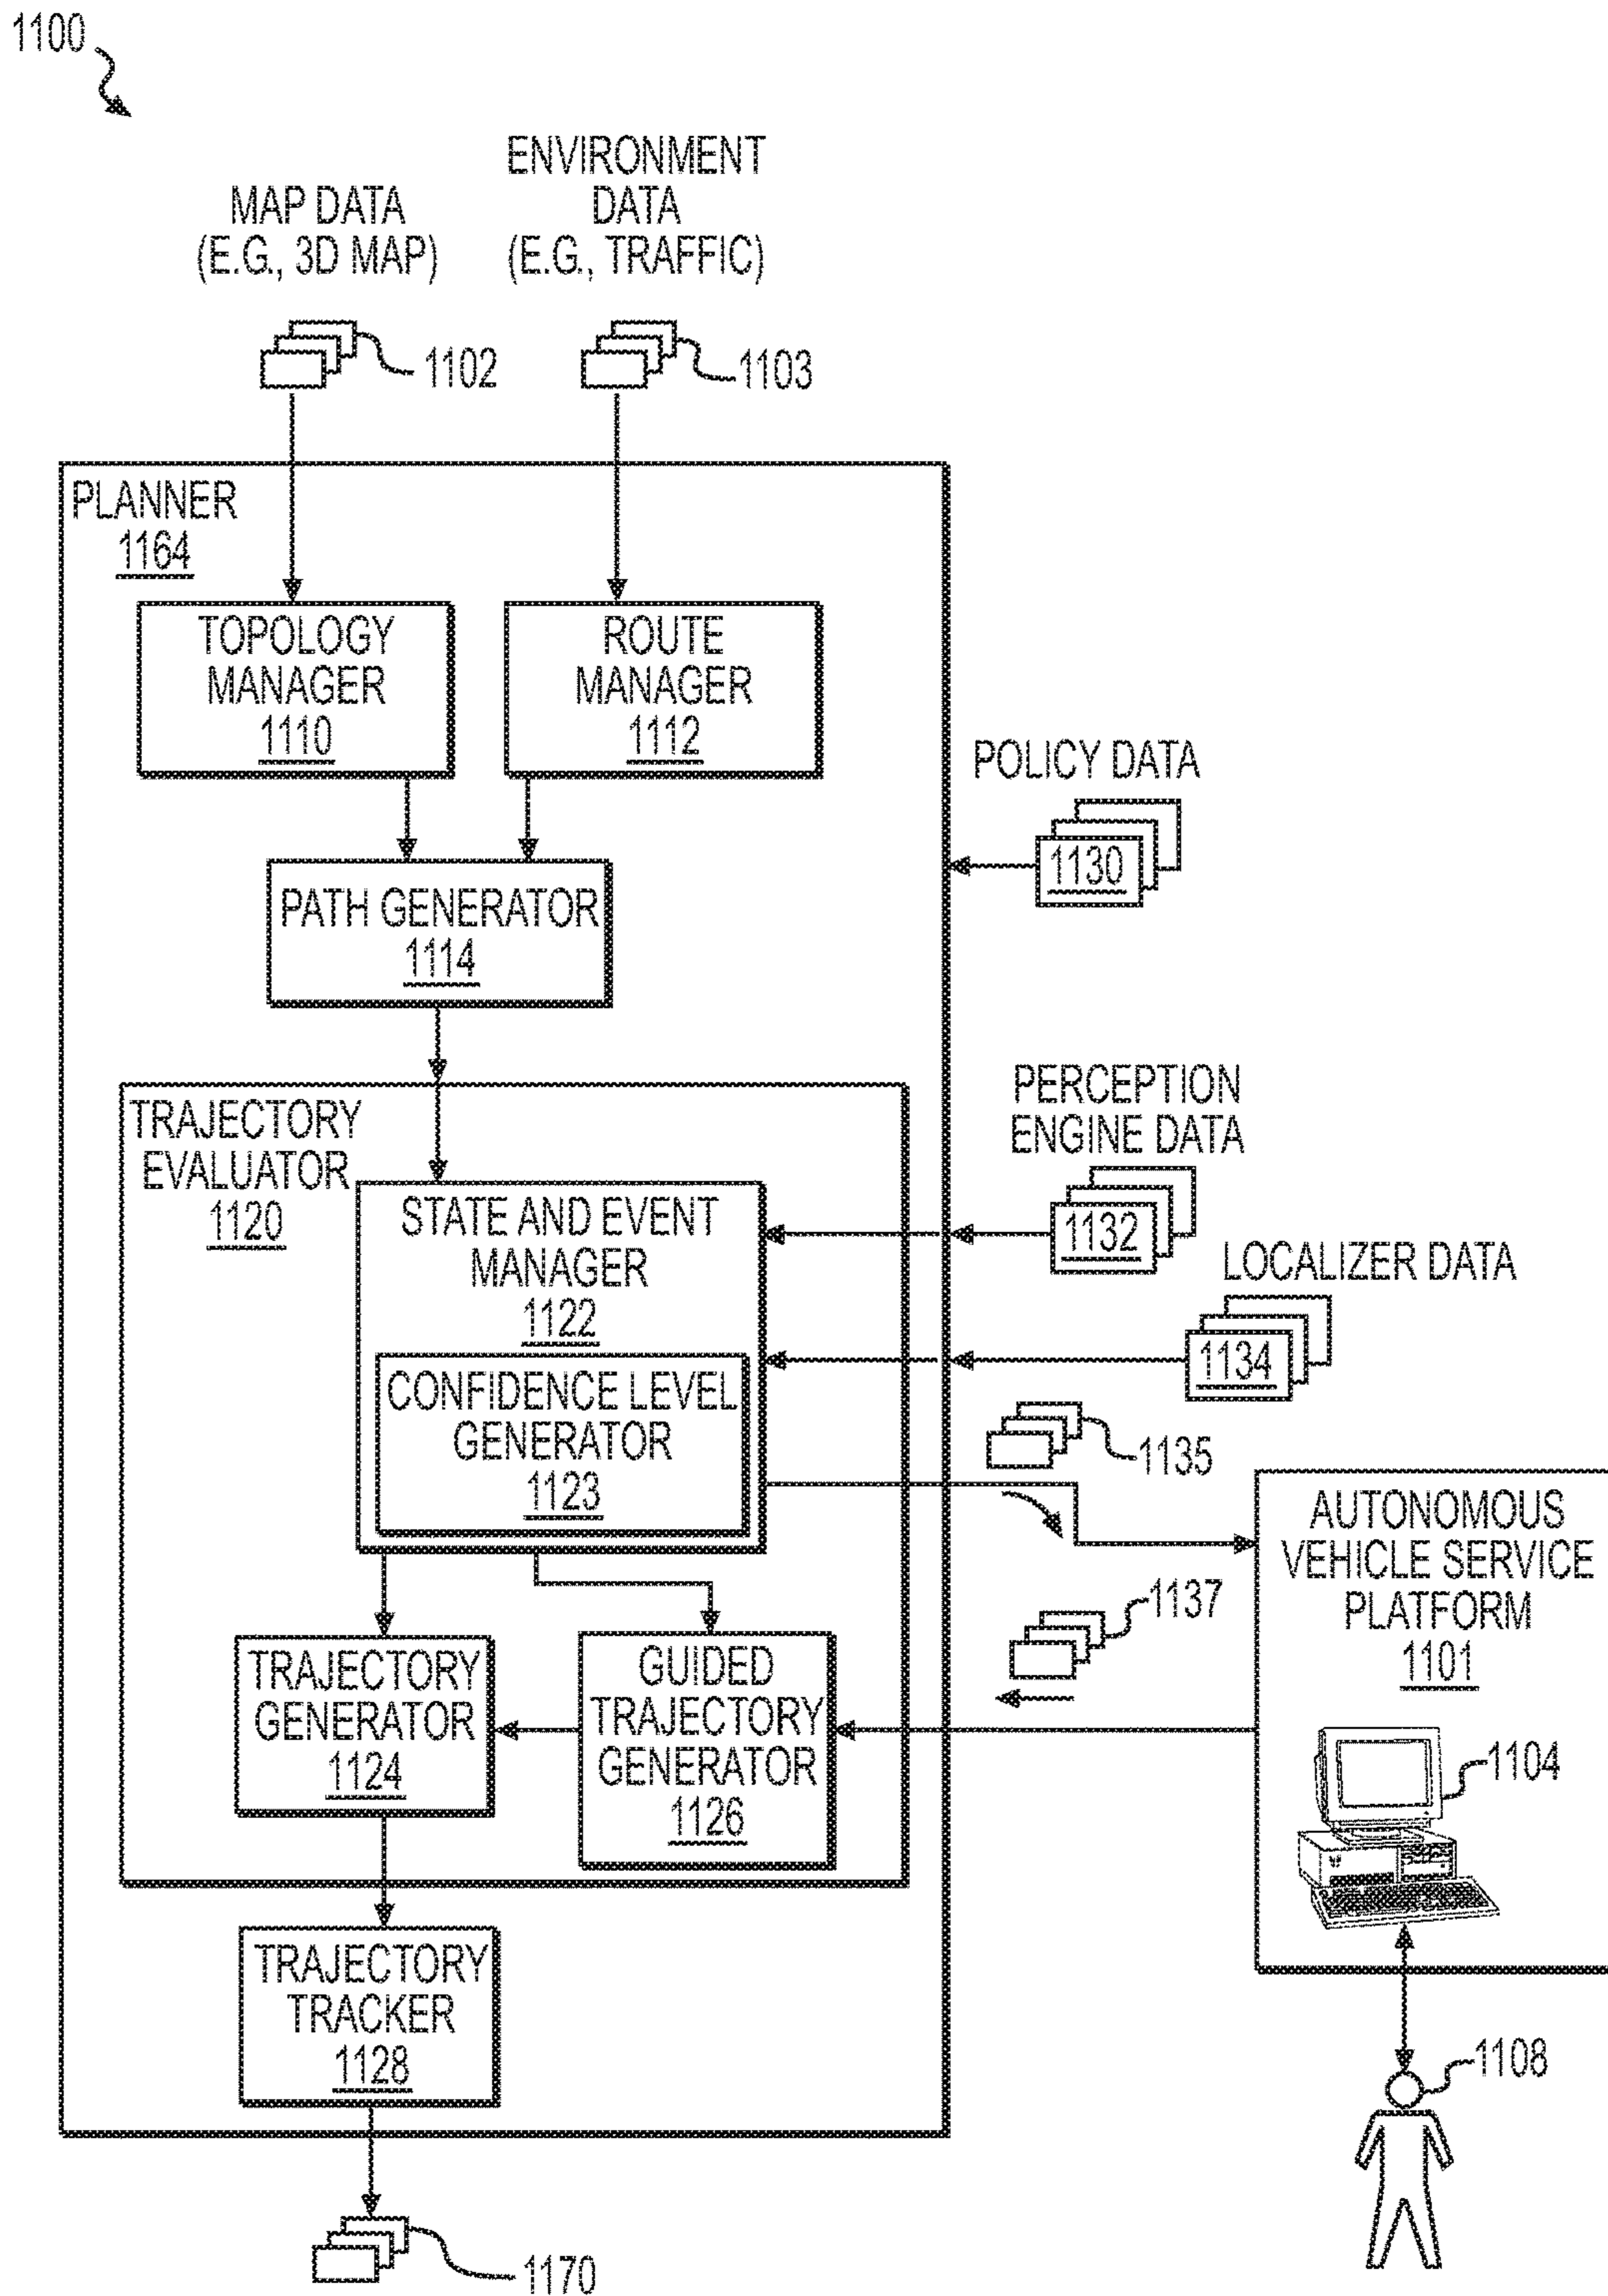 1100
MAP DATA
(E.G., 3D MAP)
ENVIRONMENT
DATA
(E.G., TRAFFIC)
1102
1103
PLANNER
1164
TOPOLOGY
MANAGER
1110
ROUTE
MANAGER
1112
POLICY DATA
1130
PATH GENERATOR
1114
PERCEPTION
ENGINE DATA
1132
TRAJECTORY
EVALUATOR
1120
STATE AND EVENT
MANAGER
1122
LOCALIZER DATA
1134
CONFIDENCE LEVEL
GENERATOR
1123
1135
AUTONOMOUS
VEHICLE SERVICE
PLATFORM
1101
1137
TRAJECTORY
GENERATOR
1124
GUIDED
TRAJECTORY
GENERATOR
1126
1104
TRAJECTORY
TRACKER
1128
1108
1170